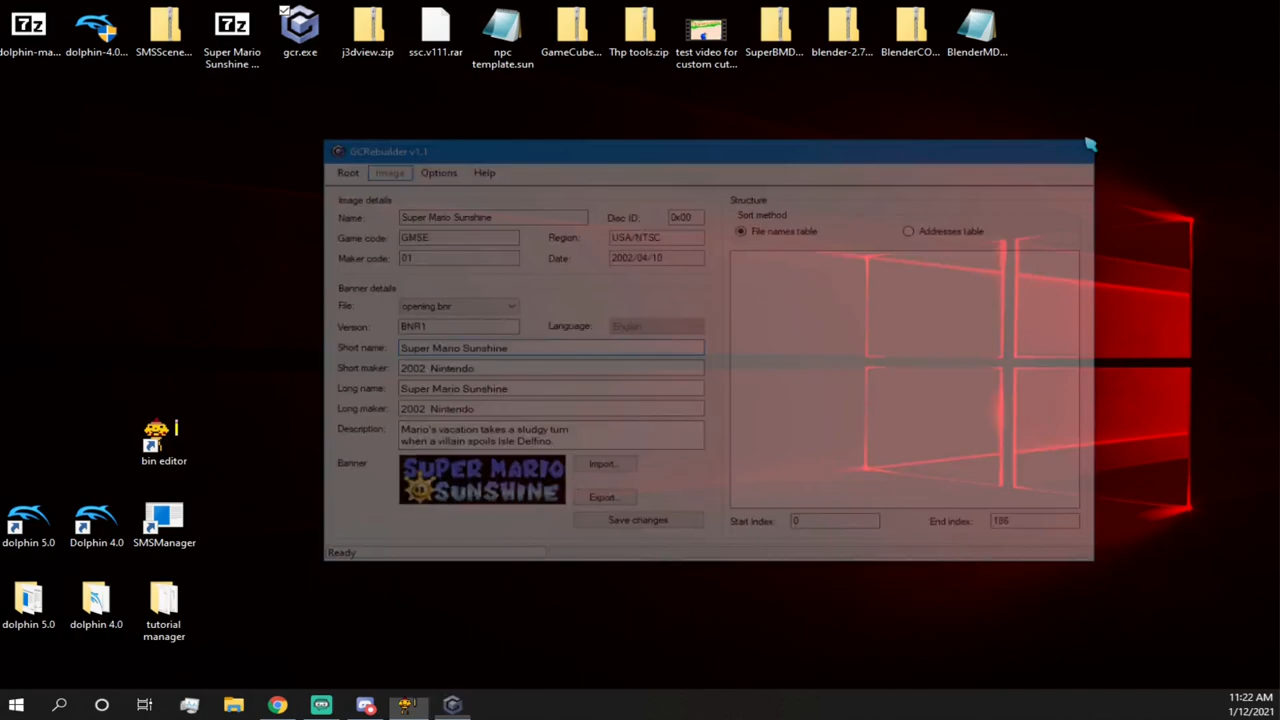 dolphin-ma...
dolphin-4.0...
SMSScene...
Super Mario
Sunshine ...
gcr.exe
j3dview.zip
ssc.v111.rar
npc
template.sun
GameCube...
Thp tools.zip
test video for
custom cut...
SuperBMD...
blender-2.7...
BlenderCO...
BlenderMD...
GCRebuilder v1.1
Root
Image
Options
Help
Image details
Name:
Super Mario Sunshine
Disc ID:
0x00
Game code:
GMSE
Region:
USA/NTSC
Maker code:
01
Date:
2002/04/10
Banner details
File:
opening.bnr
Version:
BNR1
Language:
English
Short name:
Super Mario Sunshine
Short maker:
2002 Nintendo
Long name:
Super Mario Sunshine
Long maker:
2002 Nintendo
Description:
Mario's vacation takes a sludgy turn
when a villain spoils Isle Delfino.
Banner
SUPER MARIO
SUNSHINE
Import...
Export...
Save changes
Ready
Structure
Sort method
File names table
Addresses table
Start index:
0
End index:
186
bin editor
dolphin 5.0
Dolphin 4.0
SMSManager
dolphin 5.0
dolphin 4.0
tutorial
manager
11:22 AM
1/12/2021